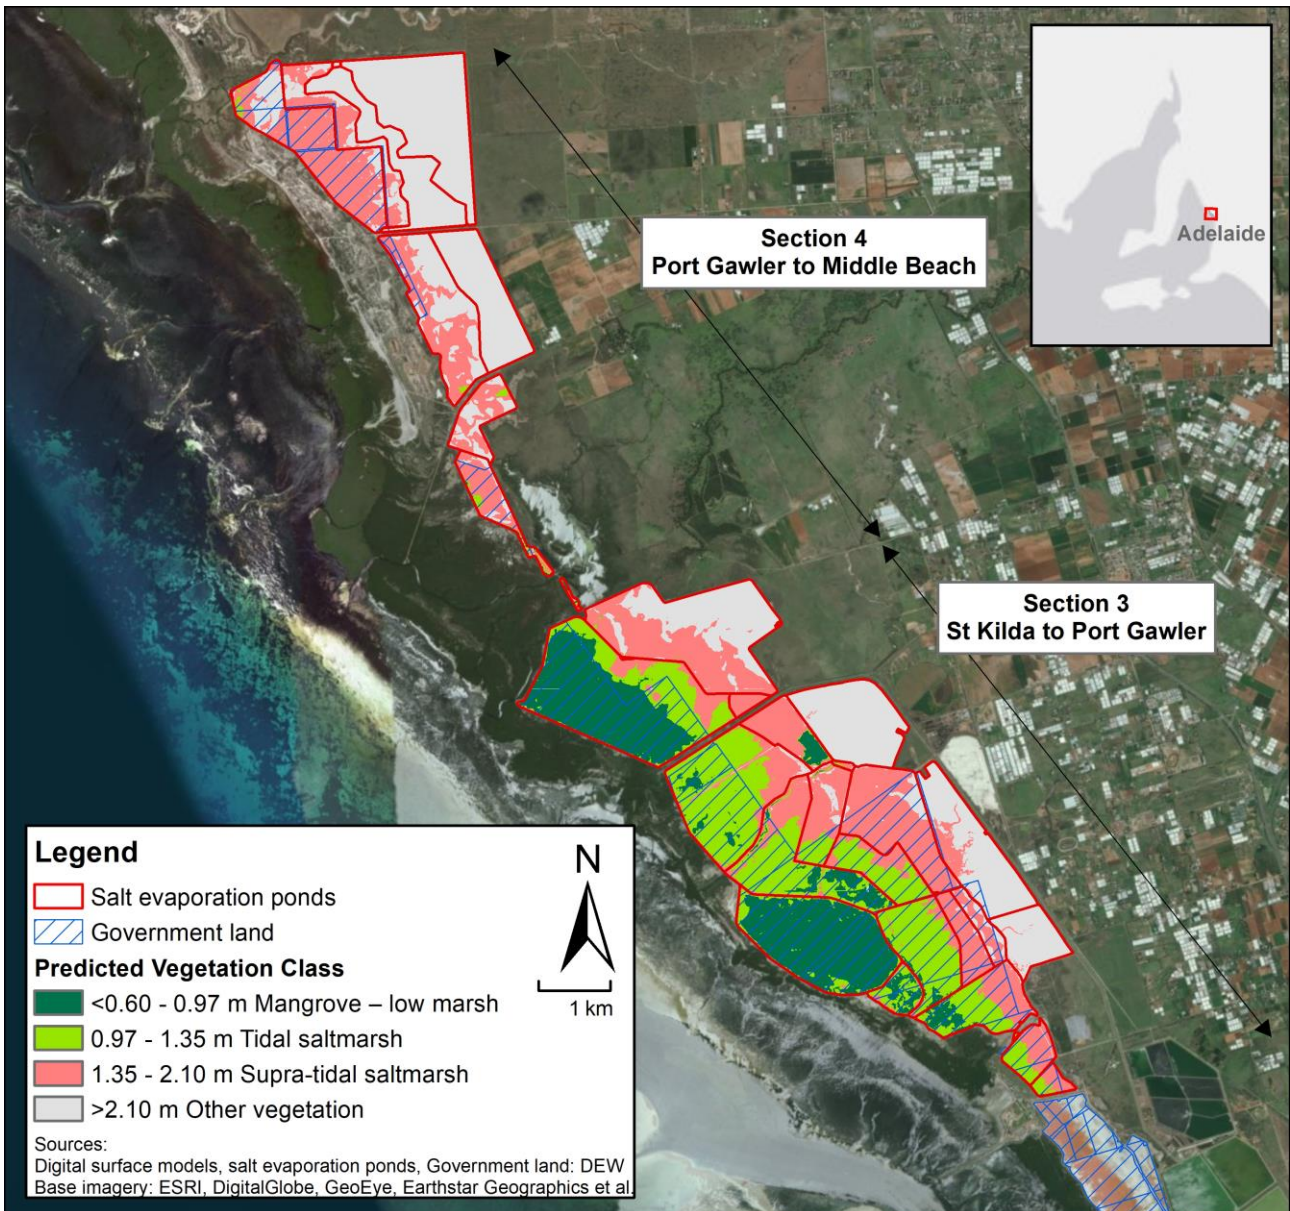 Adelaide
Section 4
Port Gawler to Middle Beach
Section 3
St Kilda to Port Gawler
Legend
N
Salt evaporation ponds
Government land
1 km
Predicted Vegetation Class
<0.60 - 0.97 m Mangrove – low marsh
0.97 - 1.35 m Tidal saltmarsh
1.35 - 2.10 m Supra-tidal saltmarsh
>2.10 m Other vegetation
Sources:
Digital surface models, salt evaporation ponds, Government land: DEW
Base imagery: ESRI, DigitalGlobe, GeoEye, Earthstar Geographics et al.